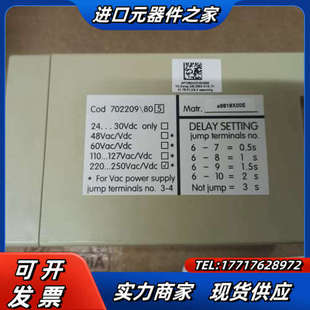 进口元器件之家
Cod 702209\80 5
Matr. a9810X006
24... 30Vdc only
48Vac/Vdc *
60Vac/Vdc *
110...127Vac/Vdc *
220...250Vac/Vdc *
* For Vac power supply
jump terminals no. 3-4
DELAY SETTING
jump terminals no.
6 - 7 = 0.5s
6 - 8 = 1 s
6 - 9 = 1.5s
6 - 10 = 2 s
Not jump = 3 s
可开发票
TEL:17717628972
实力商家 现货供应